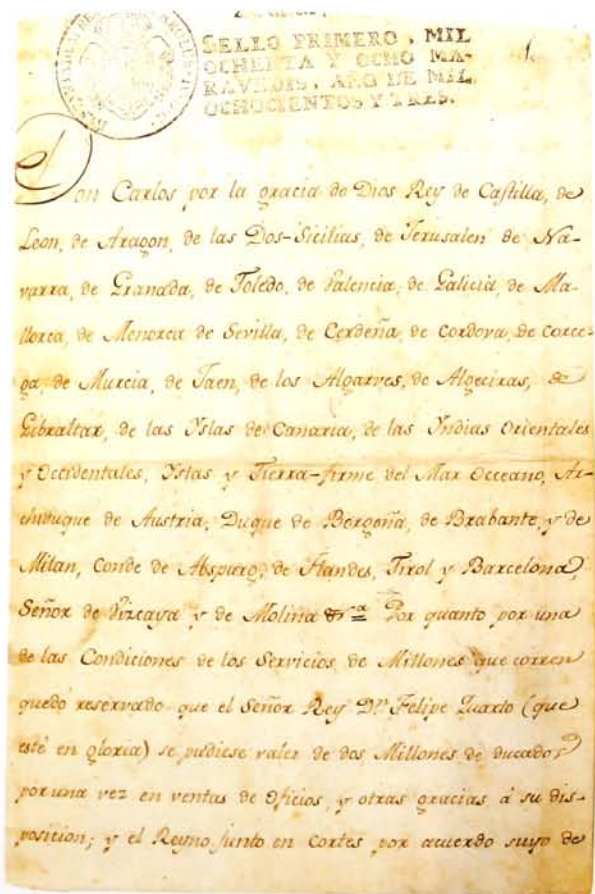 SELLO PRIMERO, MIL
OCHENTA Y OCHO MA-
RAVEDIS, AÑO DE MIL
OCHOCIENTOS Y TRES.
Don Carlos por la gracia de Dios Rey de Castilla, de
Leon, de Aragon, de las Dos-Sicilias, de Jerusalen de Na-
varra, de Granada, de Toledo, de Valencia, de Galicia, de Ma-
llorca, de Menorca de Sevilla, de Cerdeña, de Cordova, de Corce-
ga, de Murcia, de Jaen, de los Algarves, de Algeciras, de
Gibraltar, de las Yslas de Canaria, de las Yndias Orientales
y Occidentales, Yslas y Tierra-firme del Mar Occeano, Ar-
chiduque de Austria, Duque de Borgoña, de Brabante, y de
Milan, Conde de Abspurg, de Flandes, Tirol y Barcelona,
Señor de Vizcaya y de Molina &ª Por quanto por una
de las Condiciones de los Servicios de Millones que corren
quedó reservado que el Señor Rey Dⁿ Felipe Quarto (que
esté en gloria) se pudiese valer de dos Millones de ducados
por una vez en ventas de Oficios, y otras gracias á su dis-
posicion; y el Reyno junto en Cortes por acuerdo suyo de